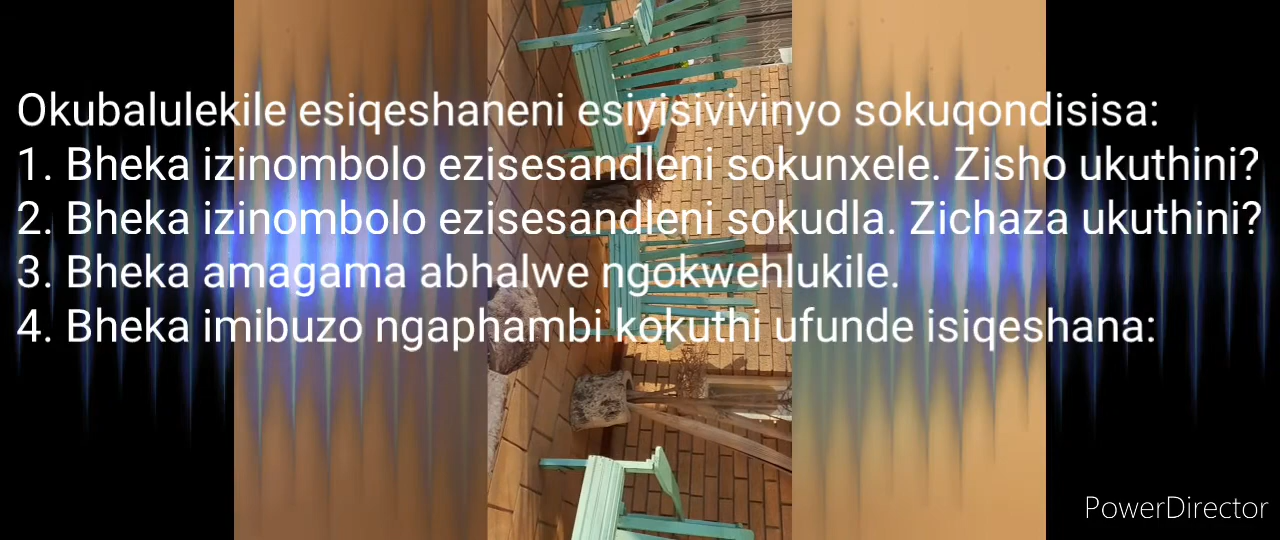 Okubalulekile esiqeshaneni esiyisivivinyo sokuqondisisa:
1. Bheka izinombolo ezisesandleni sokunxele. Zisho ukuthini?
2. Bheka izinombolo ezisesandleni sokudla. Zichaza ukuthini?
3. Bheka amagama abhalwe ngokwehlukile.
4. Bheka imibuzo ngaphambi kokuthi ufunde isiqeshana:
PowerDirector